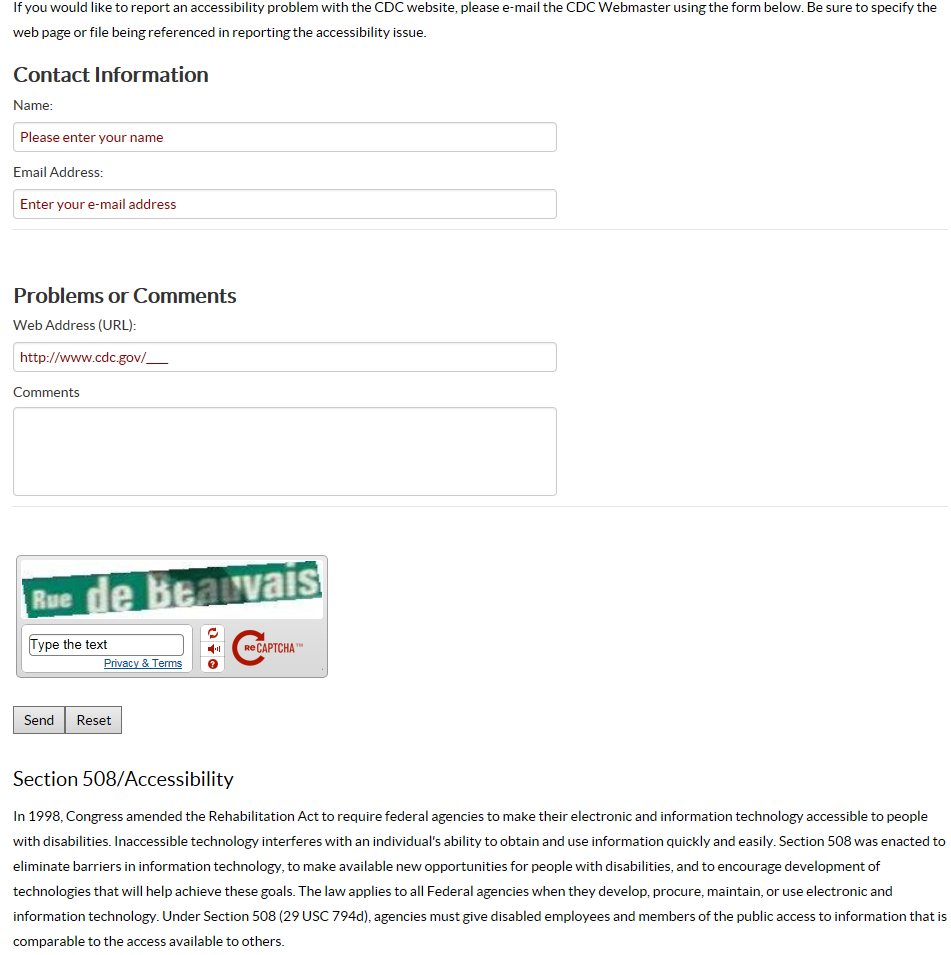 If you would like to report an accessibility problem with the CDC website, please e-mail the CDC Webmaster using the form below. Be sure to specify the
web page or file being referenced in reporting the accessibility issue.
Contact Information
Name:
Please enter your name
Email Address:
Enter your e-mail address
Problems or Comments
Web Address (URL):
http://www.cdc.gov/___
Comments
Rue de Beauvais
Type the text
Privacy & Terms
ReCAPTCHA™
Send Reset
Section 508/Accessibility
In 1998, Congress amended the Rehabilitation Act to require federal agencies to make their electronic and information technology accessible to people
with disabilities. Inaccessible technology interferes with an individual's ability to obtain and use information quickly and easily. Section 508 was enacted to
eliminate barriers in information technology, to make available new opportunities for people with disabilities, and to encourage development of
technologies that will help achieve these goals. The law applies to all Federal agencies when they develop, procure, maintain, or use electronic and
information technology. Under Section 508 (29 USC 794d), agencies must give disabled employees and members of the public access to information that is
comparable to the access available to others.